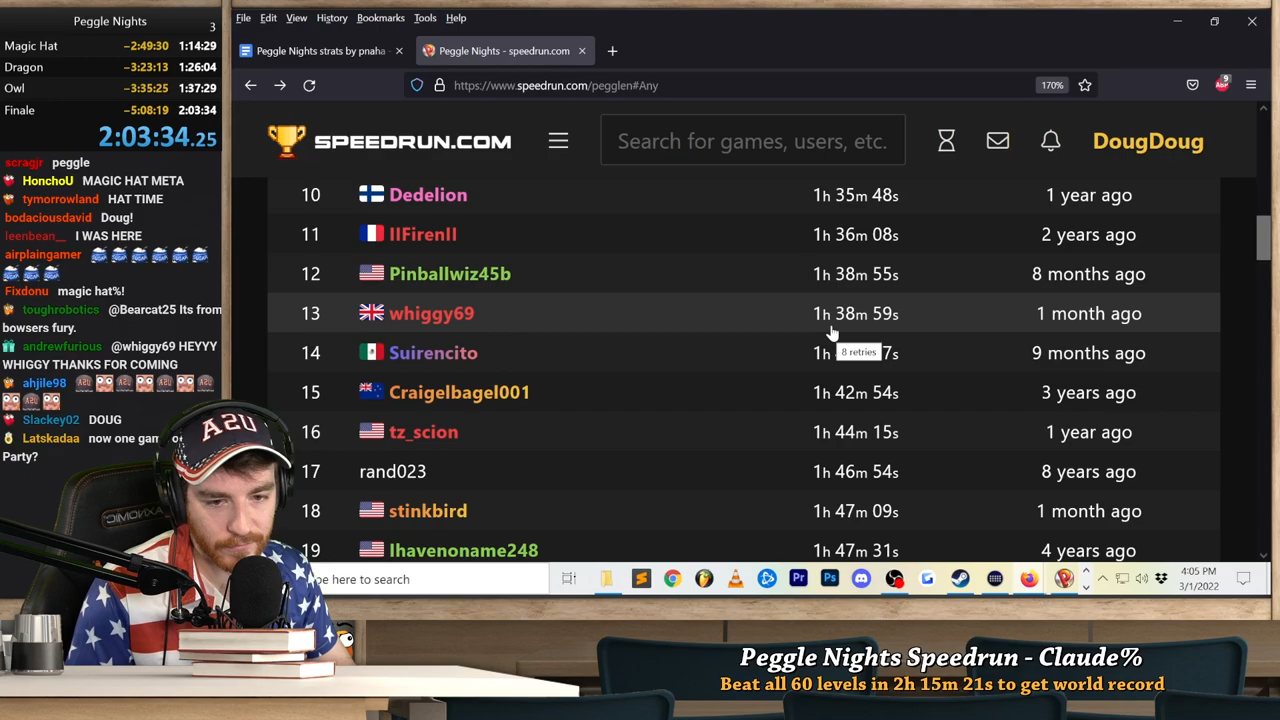 Peggle Nights
3
Magic Hat −2:49:30 1:14:29
Dragon −3:23:13 1:26:04
Owl −3:35:25 1:37:29
Finale −5:08:19 2:03:34
2:03:34.25
scragjr peggle
HonchoU MAGIC HAT META
tymorrowland HAT TIME
bodaciousdavid Doug!
leenbean__ I WAS HERE
airplaingamer
Fixdonu magic hat%!
toughrobotics @Bearcat25 Its from
bowsers fury.
andrewfurious @whiggy69 HEYYY
WHIGGY THANKS FOR COMING
ahjile98
Slackey02 DOUG
Latskadaa now one gam
Party?
File Edit View History Bookmarks Tools Help
Peggle Nights strats by pnaha
Peggle Nights - speedrun.com
https://www.speedrun.com/pegglen#Any
170%
9
ABP
SPEEDRUN.COM
Search for games, users, etc.
DougDoug
10 Dedelion 1h 35m 48s 1 year ago
11 IIFirenII 1h 36m 08s 2 years ago
12 Pinballwiz45b 1h 38m 55s 8 months ago
13 whiggy69 1h 38m 59s 1 month ago
8 retries
14 Suirencito 1h 7s 9 months ago
15 Craigelbagel001 1h 42m 54s 3 years ago
16 tz_scion 1h 44m 15s 1 year ago
17 rand023 1h 46m 54s 8 years ago
18 stinkbird 1h 47m 09s 1 month ago
19 Ihavenoname248 1h 47m 31s 4 years ago
pe here to search
Pr
Ps
4:05 PM
3/1/2022
USA
Peggle Nights Speedrun - Claude%
Beat all 60 levels in 2h 15m 21s to get world record